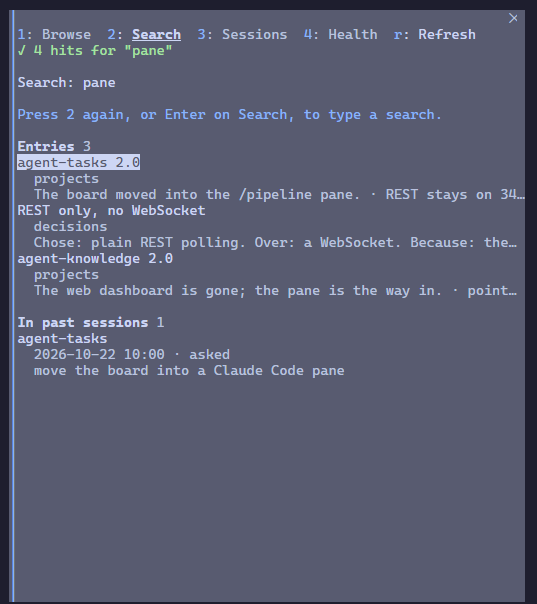 1: Browse 2: Search 3: Sessions 4: Health r: Refresh
✓ 4 hits for "pane"
Search: pane
Press 2 again, or Enter on Search, to type a search.
Entries 3
agent-tasks 2.0
projects
The board moved into the /pipeline pane. · REST stays on 34…
REST only, no WebSocket
decisions
Chose: plain REST polling. Over: a WebSocket. Because: the…
agent-knowledge 2.0
projects
The web dashboard is gone; the pane is the way in. · point…
In past sessions 1
agent-tasks
2026-10-22 10:00 · asked
move the board into a Claude Code pane